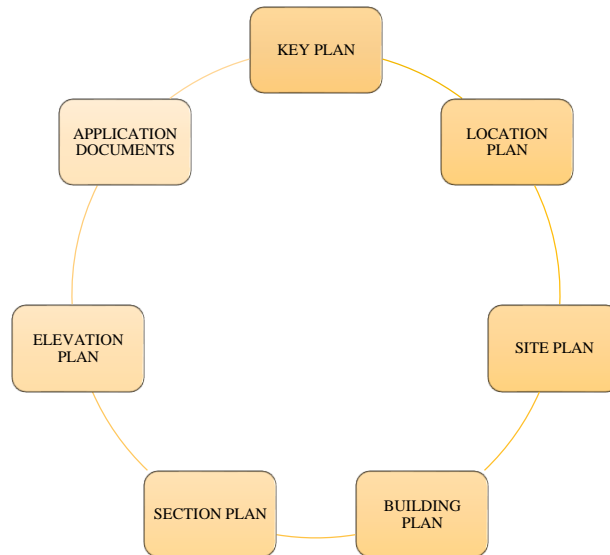 KEY PLAN
LOCATION
PLAN
SITE PLAN
BUILDING
PLAN
SECTION PLAN
ELEVATION
PLAN
APPLICATION
DOCUMENTS